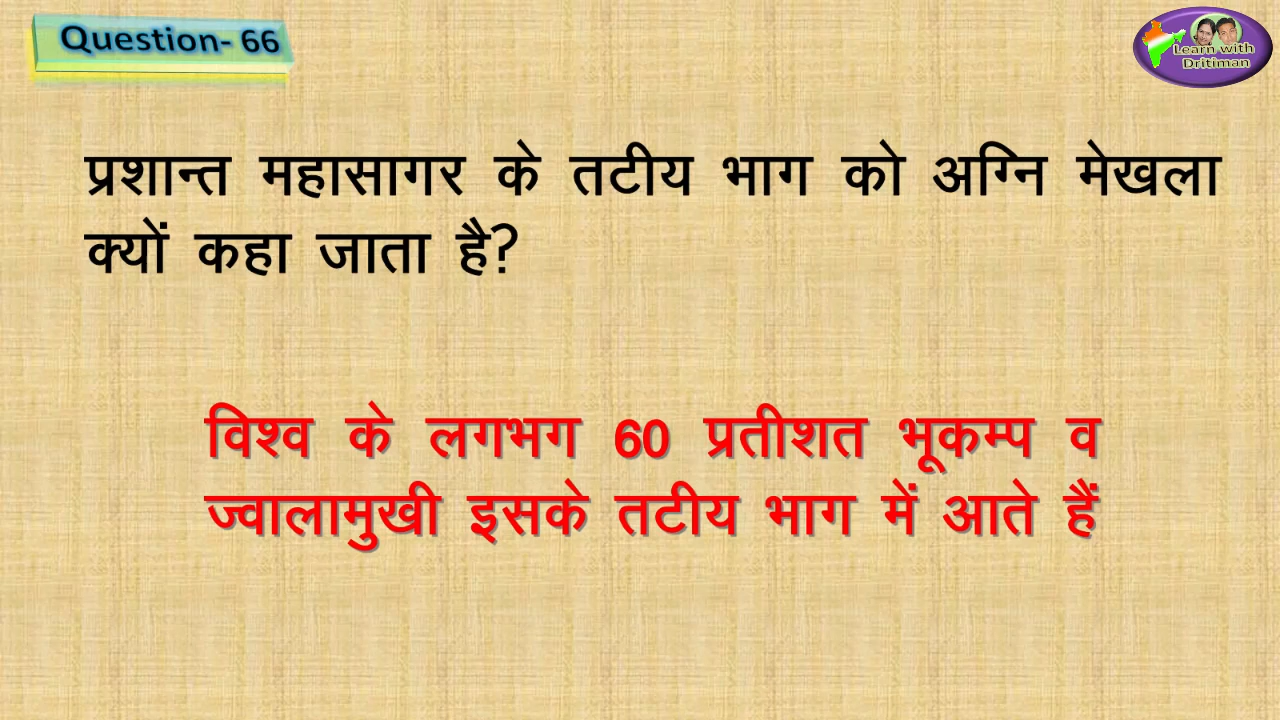 Question- 66
Learn with
Dritiman
प्रशान्त महासागर के तटीय भाग को अग्नि मेखला
क्यों कहा जाता है?
विश्व के लगभग 60 प्रतीशत भूकम्प व
ज्वालामुखी इसके तटीय भाग में आते हैं